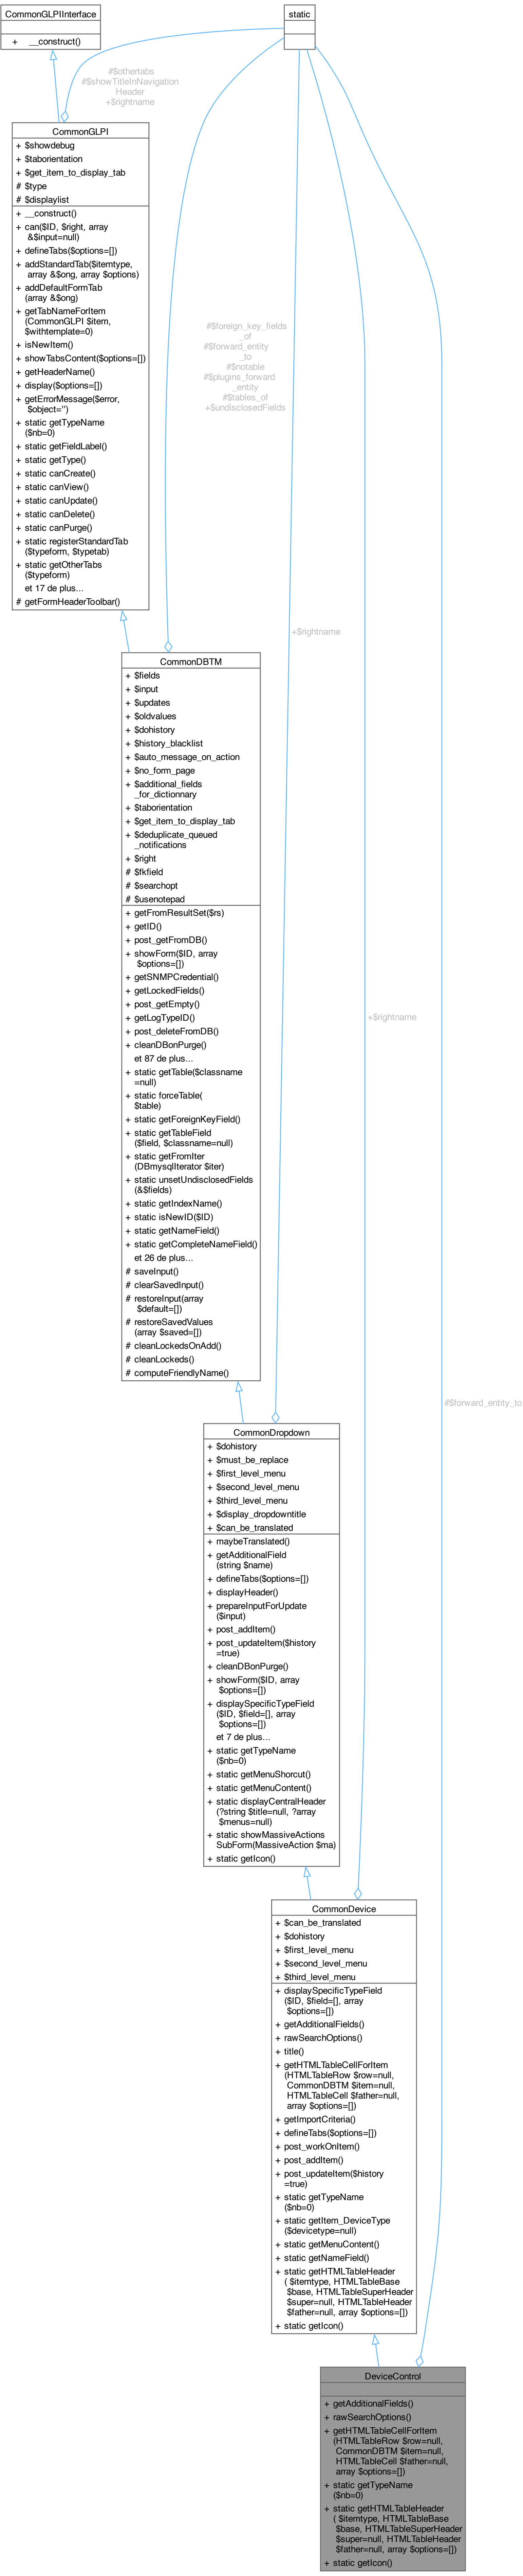 CommonGLPIInterface
+ __construct()
static
#$othertabs
#$showTitleInNavigation
Header
+$rightname
CommonGLPI
+ $showdebug
+ $taborientation
+ $get_item_to_display_tab
# $type
# $displaylist
+ __construct()
+ can($ID, $right, array
&$input=null)
+ defineTabs($options=[])
+ addStandardTab($itemtype,
array &$ong, array $options)
+ addDefaultFormTab
(array &$ong)
+ getTabNameForItem
(CommonGLPI $item,
$withtemplate=0)
+ isNewItem()
+ showTabsContent($options=[])
+ getHeaderName()
+ display($options=[])
+ getErrorMessage($error,
$object='')
+ static getTypeName
($nb=0)
+ static getFieldLabel()
+ static getType()
+ static canCreate()
+ static canView()
+ static canUpdate()
+ static canDelete()
+ static canPurge()
+ static registerStandardTab
($typeform, $typetab)
+ static getOtherTabs
($typeform)
et 17 de plus...
# getFormHeaderToolbar()
#$foreign_key_fields
_of
#$forward_entity
_to
#$notable
#$plugins_forward
_entity
#$tables_of
+$undisclosedFields
+$rightname
CommonDBTM
+ $fields
+ $input
+ $updates
+ $oldvalues
+ $dohistory
+ $history_blacklist
+ $auto_message_on_action
+ $no_form_page
+ $additional_fields
_for_dictionnary
+ $taborientation
+ $get_item_to_display_tab
+ $deduplicate_queued
_notifications
+ $right
# $fkfield
# $searchopt
# $usenotepad
+ getFromResultSet($rs)
+ getID()
+ post_getFromDB()
+ showForm($ID, array
$options=[])
+ getSNMPCredential()
+ getLockedFields()
+ post_getEmpty()
+ getLogTypeID()
+ post_deleteFromDB()
+ cleanDBonPurge()
et 87 de plus...
+ static getTable($classname
=null)
+ static forceTable(
$table)
+ static getForeignKeyField()
+ static getTableField
($field, $classname=null)
+ static getFromIter
(DBmysqlIterator $iter)
+ static unsetUndisclosedFields
(&$fields)
+ static getIndexName()
+ static isNewID($ID)
+ static getNameField()
+ static getCompleteNameField()
et 26 de plus...
# saveInput()
# clearSavedInput()
# restoreInput(array
$default=[])
# restoreSavedValues
(array $saved=[])
# cleanLockedsOnAdd()
# cleanLockeds()
# computeFriendlyName()
+$rightname
#$forward_entity_to
CommonDropdown
+ $dohistory
+ $must_be_replace
+ $first_level_menu
+ $second_level_menu
+ $third_level_menu
+ $display_dropdowntitle
+ $can_be_translated
+ maybeTranslated()
+ getAdditionalField
(string $name)
+ defineTabs($options=[])
+ displayHeader()
+ prepareInputForUpdate
($input)
+ post_addItem()
+ post_updateItem($history
=true)
+ cleanDBonPurge()
+ showForm($ID, array
$options=[])
+ displaySpecificTypeField
($ID, $field=[], array
$options=[])
et 7 de plus...
+ static getTypeName
($nb=0)
+ static getMenuShorcut()
+ static getMenuContent()
+ static displayCentralHeader
(?string $title=null, ?array
$menus=null)
+ static showMassiveActions
SubForm(MassiveAction $ma)
+ static getIcon()
CommonDevice
+ $can_be_translated
+ $dohistory
+ $first_level_menu
+ $second_level_menu
+ $third_level_menu
+ displaySpecificTypeField
($ID, $field=[], array
$options=[])
+ getAdditionalFields()
+ rawSearchOptions()
+ title()
+ getHTMLTableCellForItem
(HTMLTableRow $row=null,
CommonDBTM $item=null,
HTMLTableCell $father=null,
array $options=[])
+ getImportCriteria()
+ defineTabs($options=[])
+ post_workOnItem()
+ post_addItem()
+ post_updateItem($history
=true)
+ static getTypeName
($nb=0)
+ static getItem_DeviceType
($devicetype=null)
+ static getMenuContent()
+ static getNameField()
+ static getHTMLTableHeader
( $itemtype, HTMLTableBase
$base, HTMLTableSuperHeader
$super=null, HTMLTableHeader
$father=null, array $options=[])
+ static getIcon()
DeviceControl
+ getAdditionalFields()
+ rawSearchOptions()
+ getHTMLTableCellForItem
(HTMLTableRow $row=null,
CommonDBTM $item=null,
HTMLTableCell $father=null,
array $options=[])
+ static getTypeName
($nb=0)
+ static getHTMLTableHeader
( $itemtype, HTMLTableBase
$base, HTMLTableSuperHeader
$super=null, HTMLTableHeader
$father=null, array $options=[])
+ static getIcon()